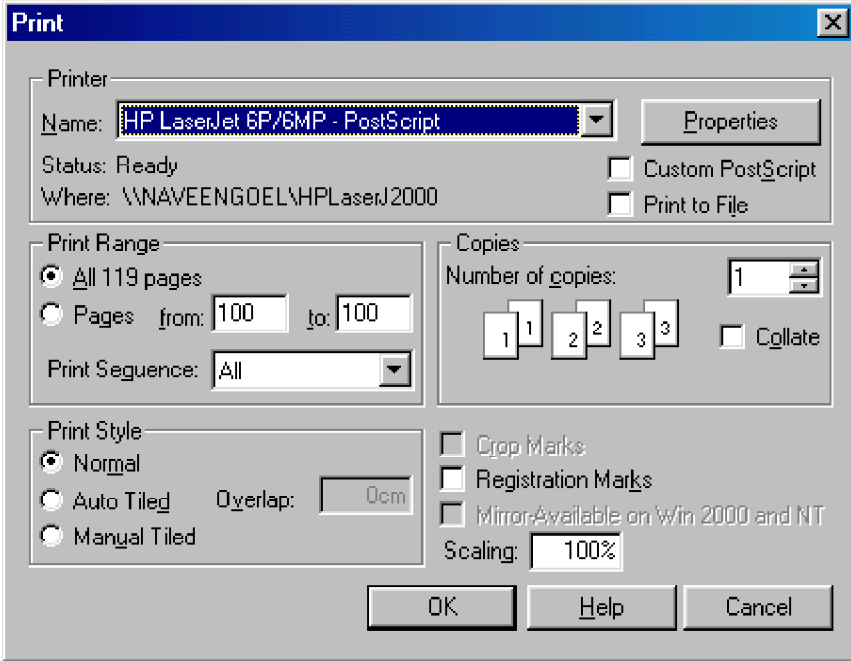 Print
Printer
Name: HP LaserJet 6P/6MP - PostScript
Properties
Status: Ready
Custom PostScript
Where: \\NAVEENGOEL\HPLaserJ2000
Print to File
Print Range
All 119 pages
Pages from: 100 to: 100
Print Seguence: All
Copies
Number of copies: 1
1 1 2 2 3 3
Collate
Print Style
Normal
Auto Tiled Overlap: 0cm
Manual Tiled
Crop Marks
Registration Marks
Mirror-Available on Win 2000 and NT
Scaling: 100%
OK Help Cancel